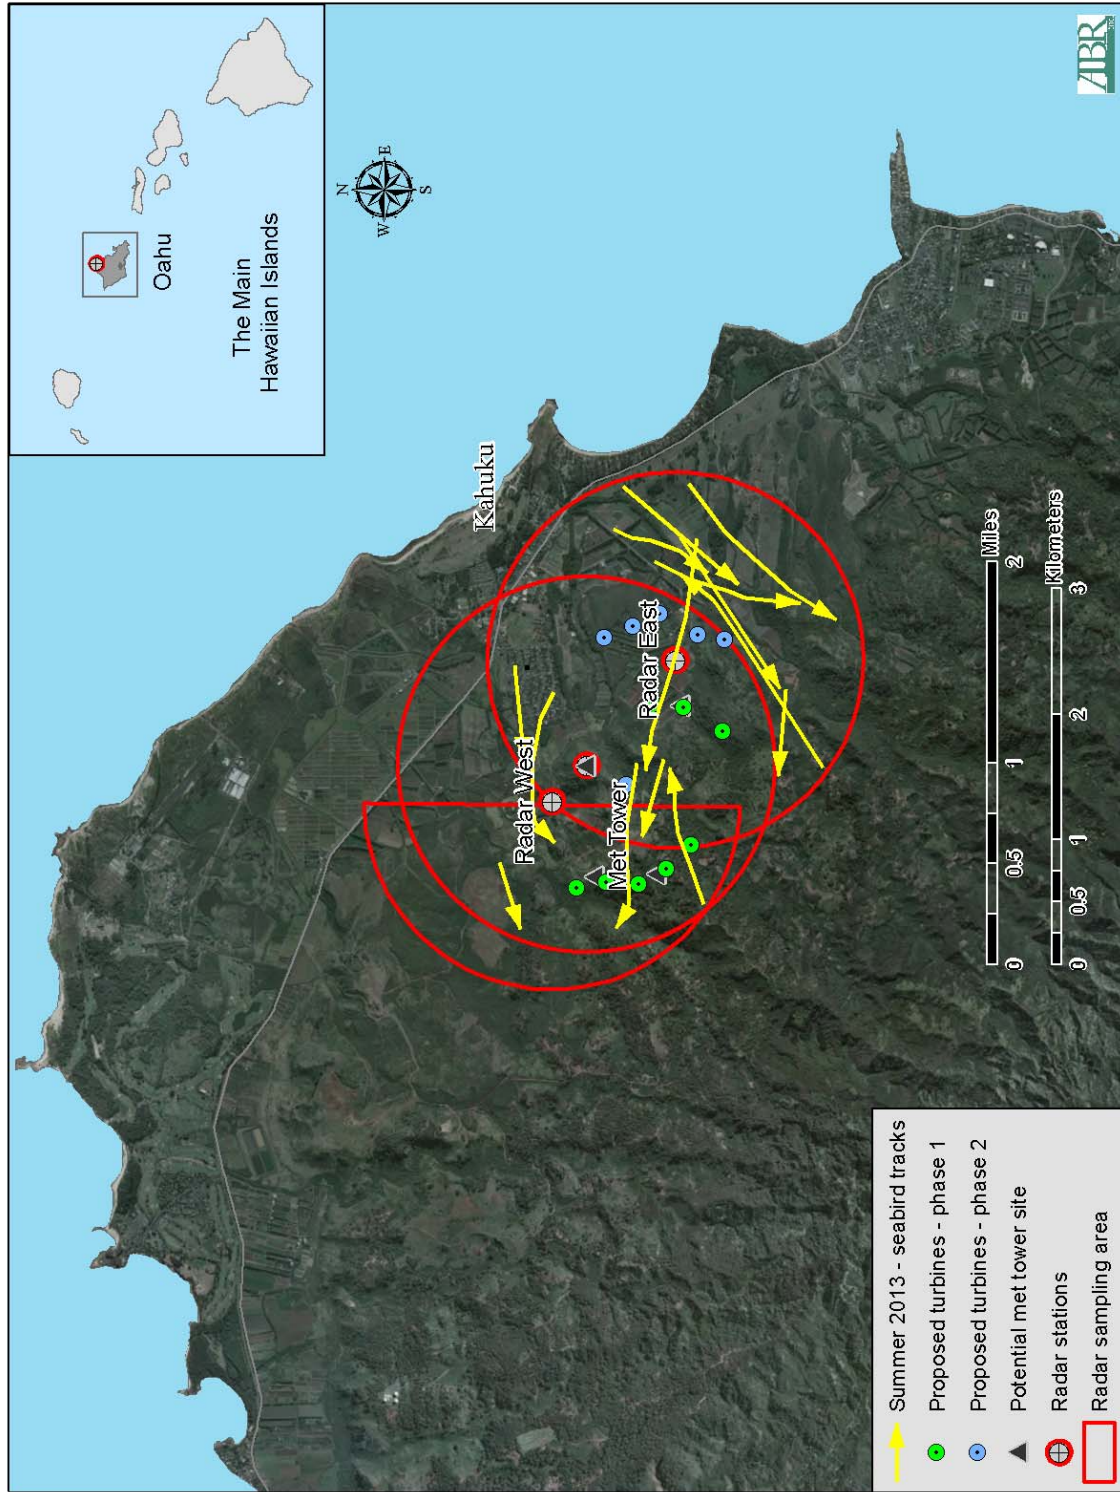 Oahu
The Main
Hawaiian Islands
N
W
E
S
Kahuku
Radar West
Radar East
Met Tower
Miles
0
0.5
1
2
Kilometers
0
0.5
1
2
3
Summer 2013 - seabird tracks
Proposed turbines - phase 1
Proposed turbines - phase 2
Potential met tower site
Radar stations
Radar sampling area
ABR